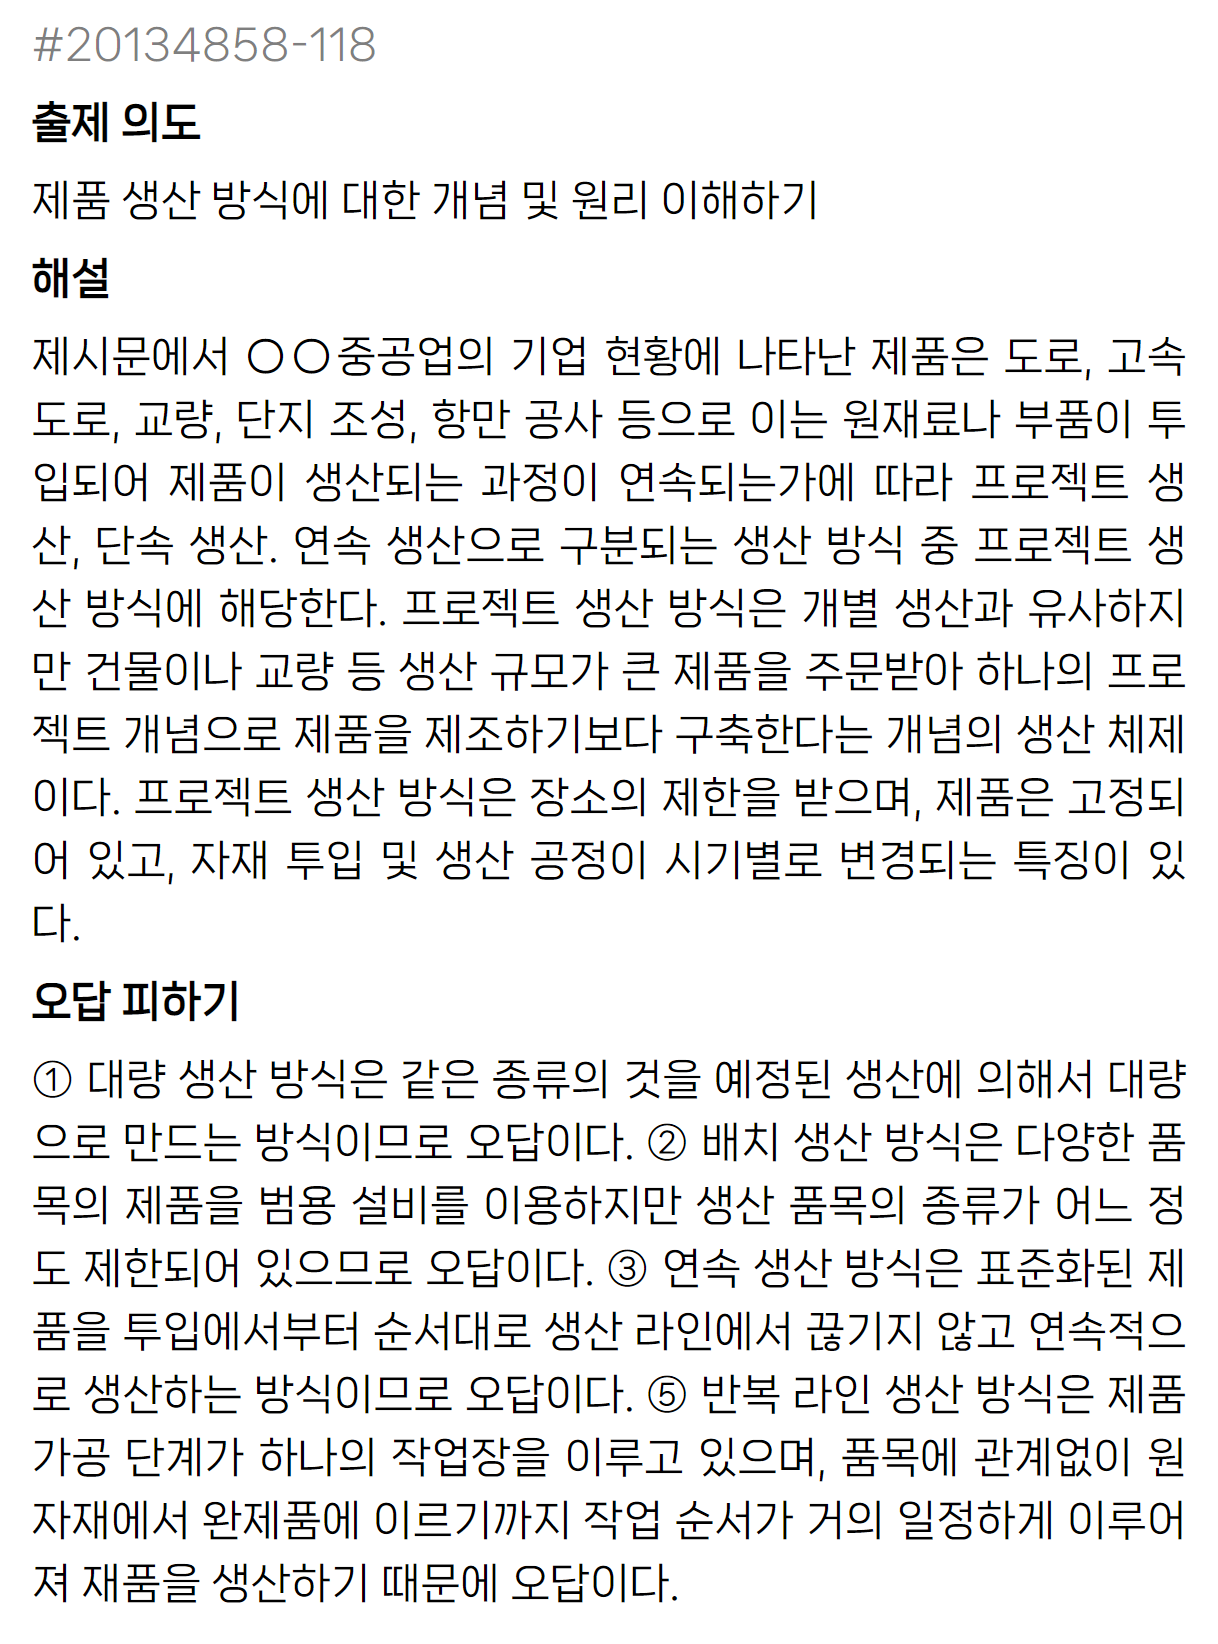 #20134858-118
출제 의도
제품 생산 방식에 대한 개념 및 원리 이해하기
해설
제시문에서 〇〇중공업의 기업 현황에 나타난 제품은 도로, 고속
도로, 교량, 단지 조성, 항만 공사 등으로 이는 원재료나 부품이 투
입되어 제품이 생산되는 과정이 연속되는가에 따라 프로젝트 생
산, 단속 생산. 연속 생산으로 구분되는 생산 방식 중 프로젝트 생
산 방식에 해당한다. 프로젝트 생산 방식은 개별 생산과 유사하지
만 건물이나 교량 등 생산 규모가 큰 제품을 주문받아 하나의 프로
젝트 개념으로 제품을 제조하기보다 구축한다는 개념의 생산 체제
이다. 프로젝트 생산 방식은 장소의 제한을 받으며, 제품은 고정되
어 있고, 자재 투입 및 생산 공정이 시기별로 변경되는 특징이 있
다.
오답 피하기
① 대량 생산 방식은 같은 종류의 것을 예정된 생산에 의해서 대량
으로 만드는 방식이므로 오답이다. ② 배치 생산 방식은 다양한 품
목의 제품을 범용 설비를 이용하지만 생산 품목의 종류가 어느 정
도 제한되어 있으므로 오답이다. ③ 연속 생산 방식은 표준화된 제
품을 투입에서부터 순서대로 생산 라인에서 끊기지 않고 연속적으
로 생산하는 방식이므로 오답이다. ⑤ 반복 라인 생산 방식은 제품
가공 단계가 하나의 작업장을 이루고 있으며, 품목에 관계없이 원
자재에서 완제품에 이르기까지 작업 순서가 거의 일정하게 이루어
져 재품을 생산하기 때문에 오답이다.